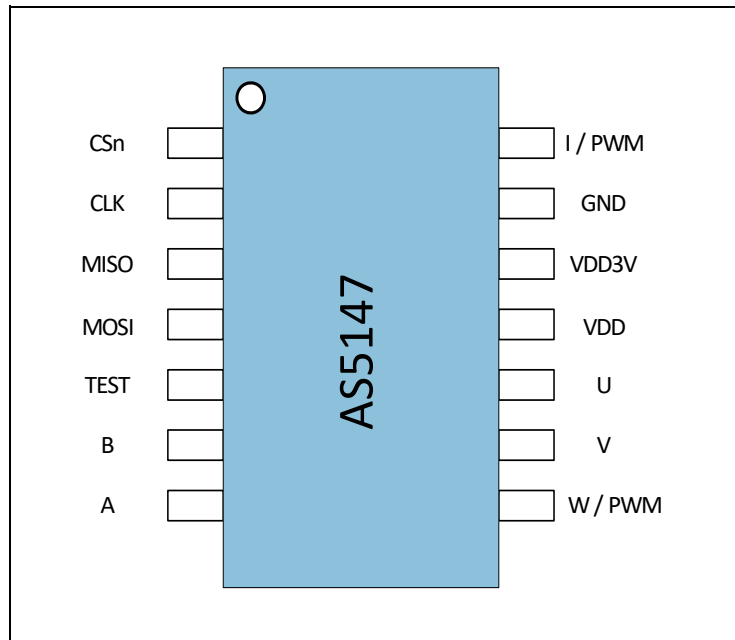 CSn
I / PWM
CLK
GND
MISO
VDD3V
MOSI
VDD
TEST
U
B
V
A
W / PWM
AS5147